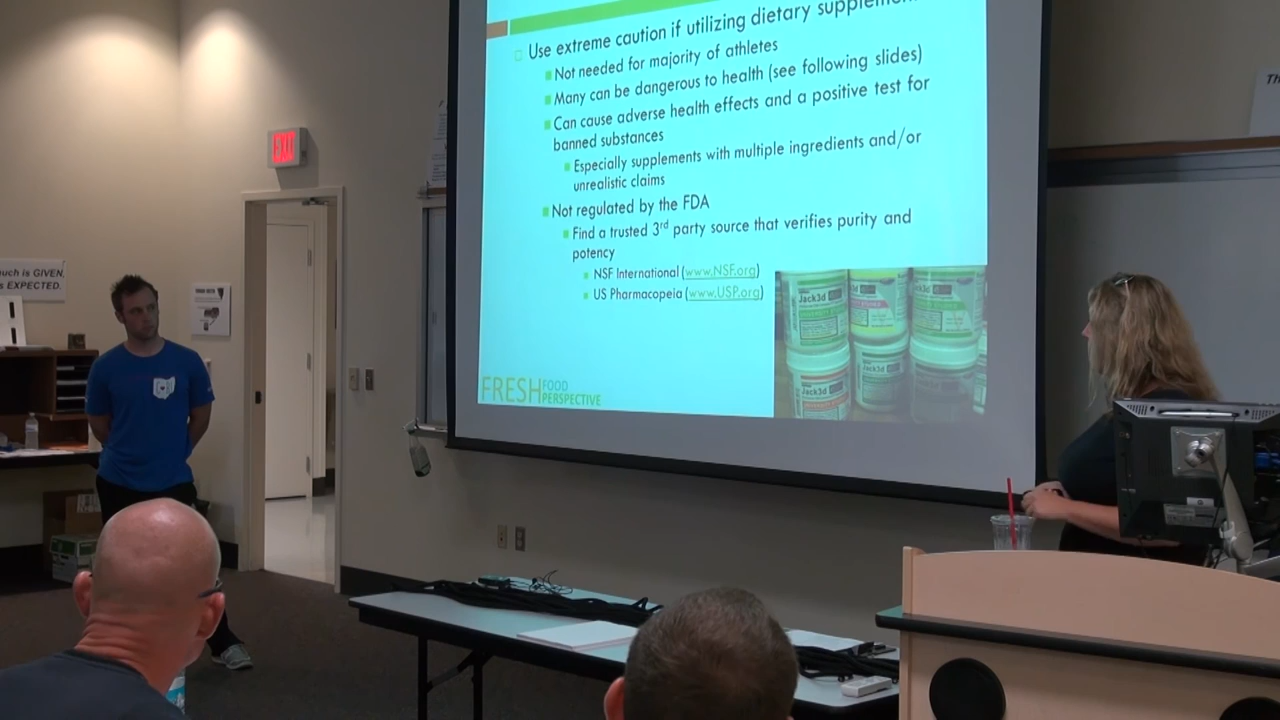 Use extreme caution if utilizing dietary
Not needed for majority of athletes
Many can be dangerous to health (see following slides)
Can cause adverse health effects and a positive test for
banned substances
Especially supplements with multiple ingredients and/or
unrealistic claims
Not regulated by the FDA
Find a trusted 3rd party source that verifies purity and
potency
NSF International (www.NSF.org)
US Pharmacopeia (www.USP.org)
FRESH FOOD
PERSPECTIVE
Jack3d
Jack3d
Jack3d
Jack3d
EXIT
is GIVEN,
EXPECTED.